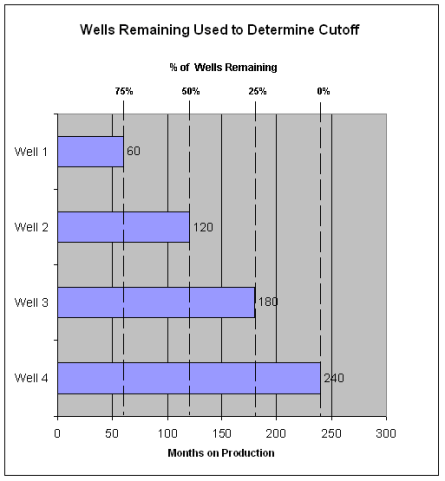 Wells Remaining Used to Determine Cutoff
% of Wells Remaining
75% 50% 25% 0%
Well 1 60
Well 2 120
Well 3 180
Well 4 240
0 50 100 150 200 250 300
Months on Production